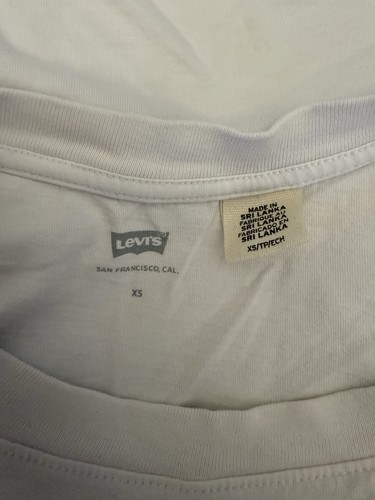 Levi's
SAN FRANCISCO, CAL.
XS
MADE IN
SRI LANKA
FABRIQUE AU
SRI LANKA
FABRICADO EN
SRI LANKA
XS/TP/ECH